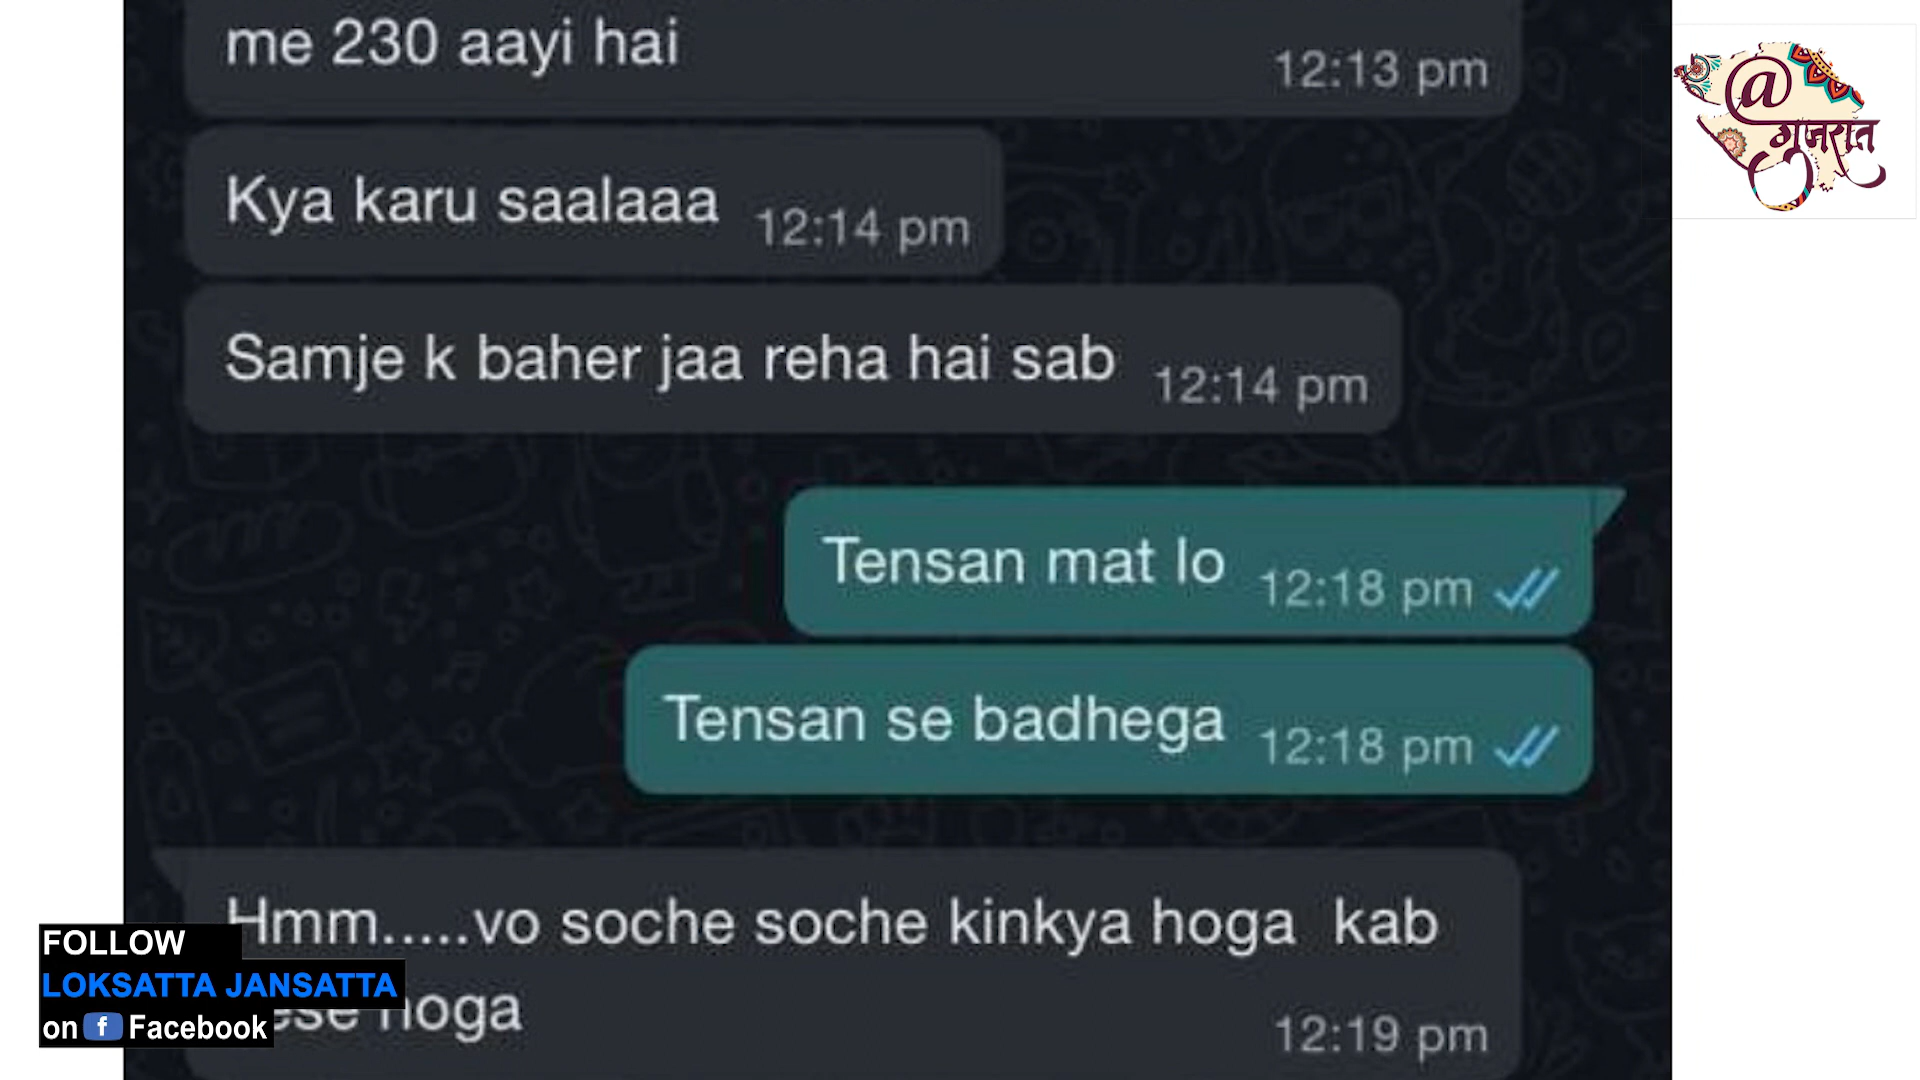 me 230 aayi hai
12:13 pm
@
गुजरात
Kya karu saalaaa 12:14 pm
Samje k baher jaa reha hai sab 12:14 pm
Tensan mat lo 12:18 pm
Tensan se badhega 12:18 pm
Hmm.....vo soche soche kinkya hoga kab
hoga
12:19 pm
FOLLOW
LOKSATTA JANSATTA
on f Facebook